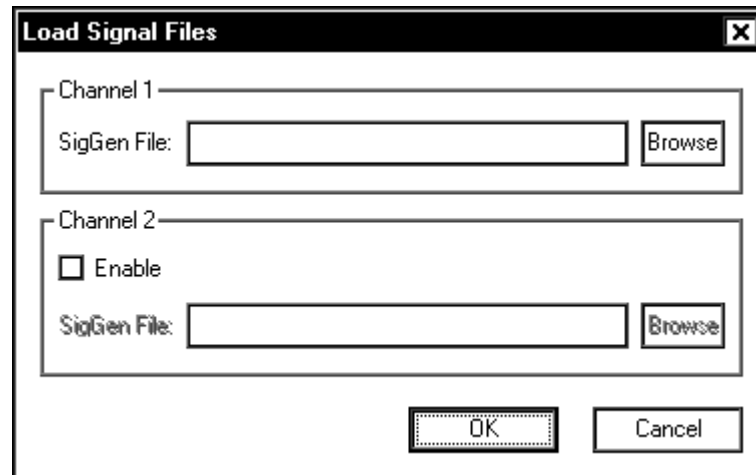 Load Signal Files
Channel 1
SigGen File: Browse
Channel 2
Enable
SigGen File: Browse
OK Cancel